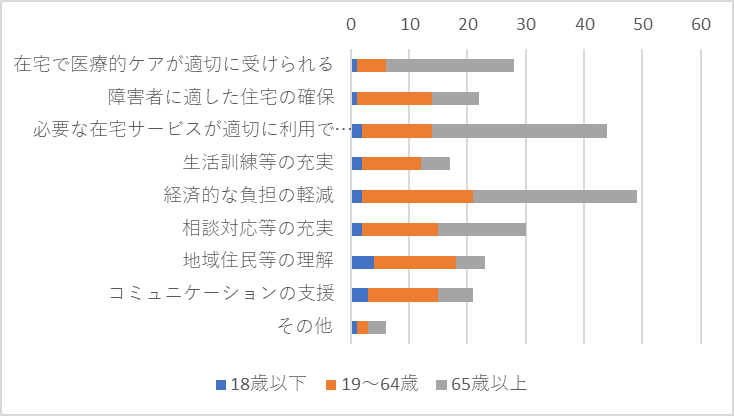 0 10 20 30 40 50 60
在宅で医療的ケアが適切に受けられる
障害者に適した住宅の確保
必要な在宅サービスが適切に利用で…
生活訓練等の充実
経済的な負担の軽減
相談対応等の充実
地域住民等の理解
コミュニケーションの支援
その他
18歳以下 19～64歳 65歳以上